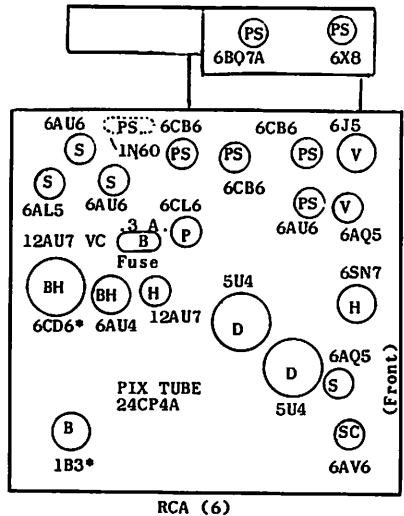 PS PS
6BQ7A 6X8
6AU6 PS 6CB6 6CB6 6J5
S 1N60 PS PS PS V
S S 6CB6
6AL5 6AU6 6CL6 PS V
.3 A. P 6AU6 6AQ5
12AU7 VC B
Fuse 6SN7
BH BH H 5U4 H
6CD6* 6AU4 12AU7 D
6AQ5
D S
PIX TUBE
24CP4A 5U4 (Front)
B SC
1B3* 6AV6
RCA (6)